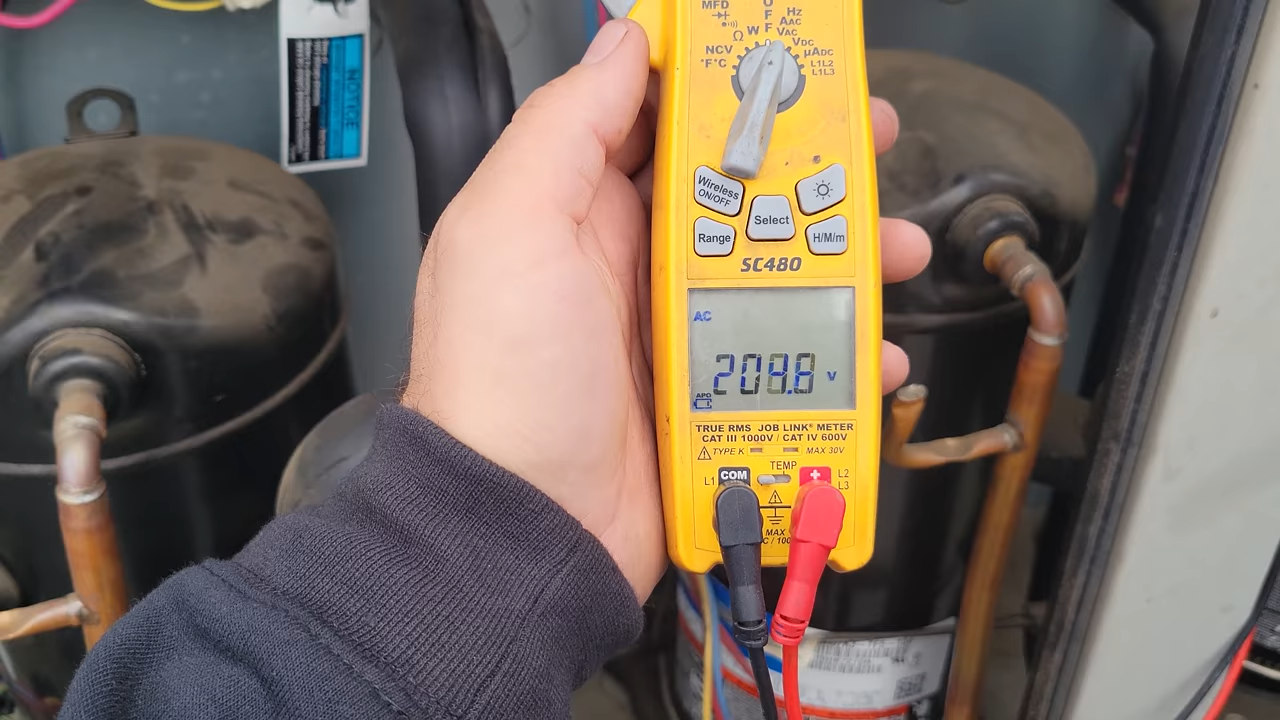 MFD
O
F
F
Hz
AAC
Ω
W
VAC
VDC
NCV
µADC
°F°C
L1L2
L1L3
NOTICE
Wireless
ON/OFF
Select
Range
H/M/m
SC480
AC
209.8 V
APO
TRUE RMS JOB LINK® METER
CAT III 1000V / CAT IV 600V
TYPE K
MAX 30V
TEMP
L1
COM
+
L2
L3
MAX